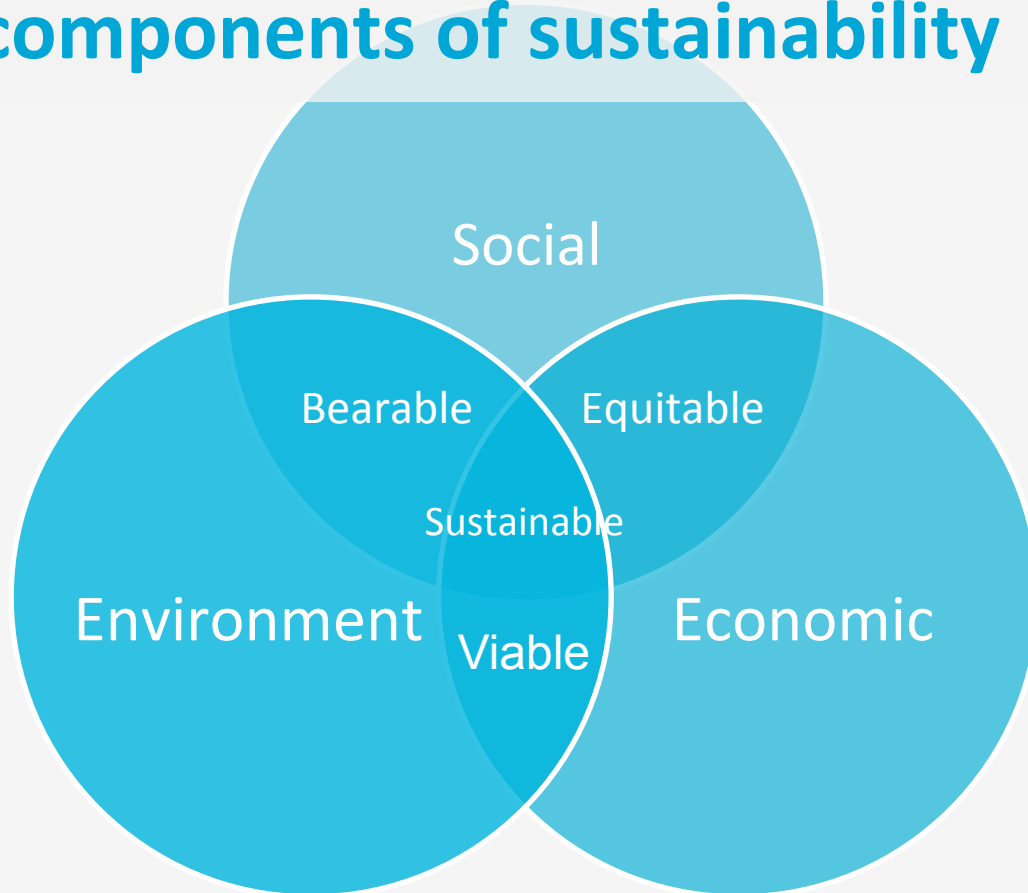 components of sustainability
Social
Bearable
Equitable
Sustainable
Environment
Economic
Viable